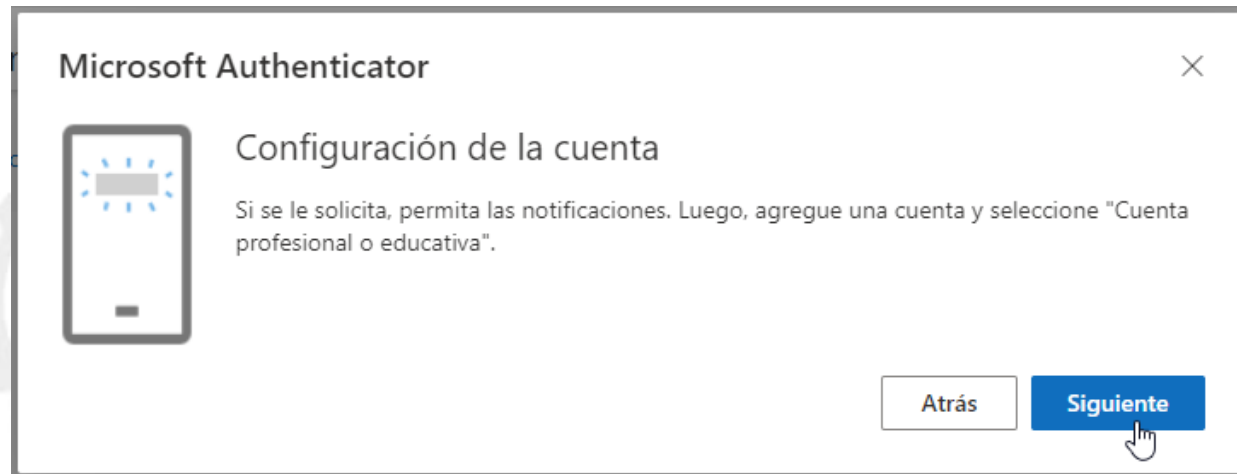 Microsoft Authenticator
Configuración de la cuenta
Si se le solicita, permita las notificaciones. Luego, agregue una cuenta y seleccione "Cuenta
profesional o educativa".
Atrás
Siguiente